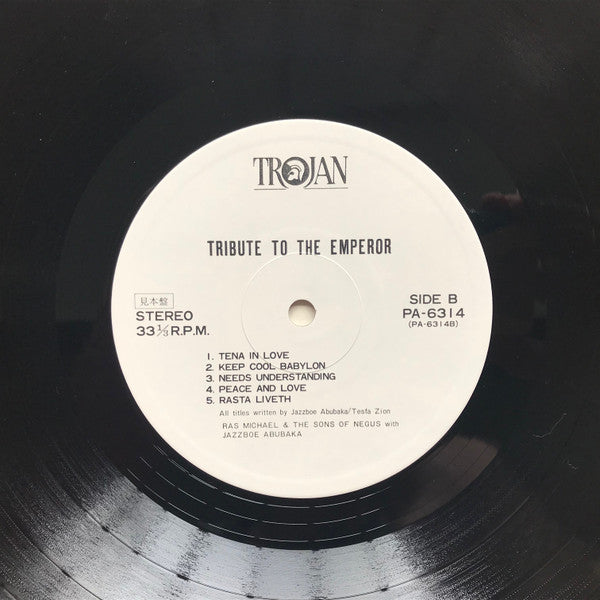 TROJAN
TRIBUTE TO THE EMPEROR
見本盤
STEREO
33⅓ R.P.M.
SIDE B
PA-6314
(PA-6314B)
1. TENA IN LOVE
2. KEEP COOL BABYLON
3. NEEDS UNDERSTANDING
4. PEACE AND LOVE
5. RASTA LIVETH
All titles written by Jazzboe Abubaka/Tesfa Zion
RAS MICHAEL & THE SONS OF NEGUS with
JAZZBOE ABUBAKA